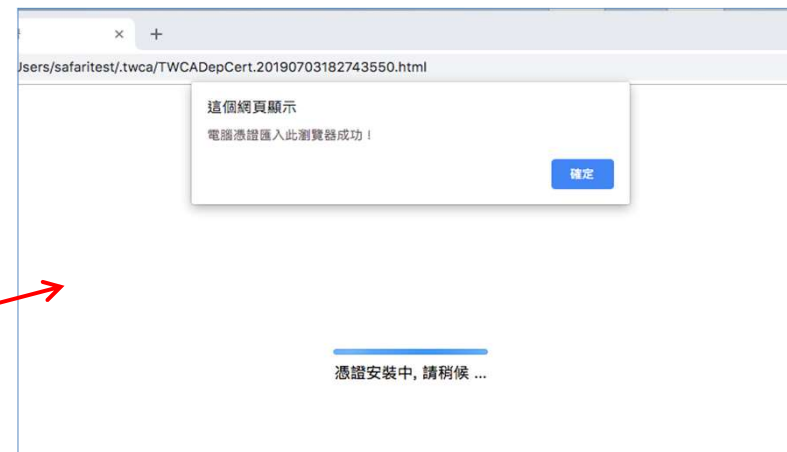 Users/safaritest/.twca/TWCADepCert.20190703182743550.html
這個網頁顯示
電腦憑證匯入此瀏覽器成功！
確定
憑證安裝中, 請稍候 ...